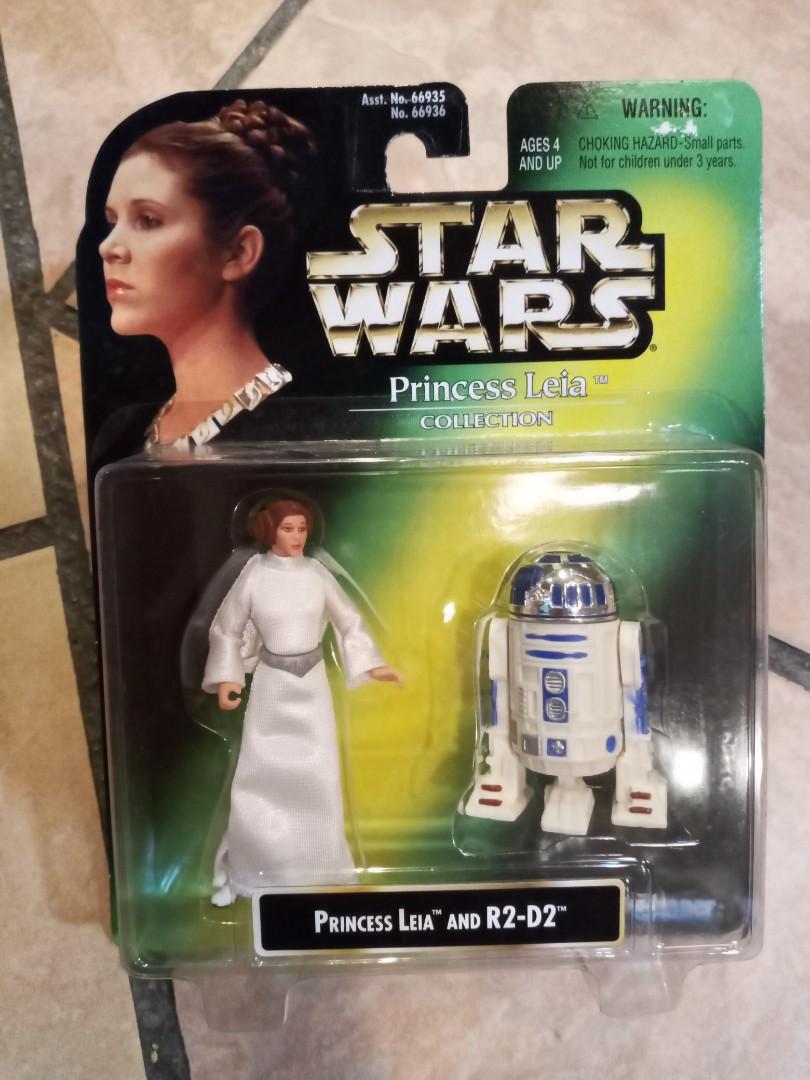 Asst. No. 66935
No. 66936
⚠ WARNING:
AGES 4
AND UP
CHOKING HAZARD-Small parts.
Not for children under 3 years.
STAR
WARS®
Princess Leia™
COLLECTION
PRINCESS LEIA™ AND R2-D2™